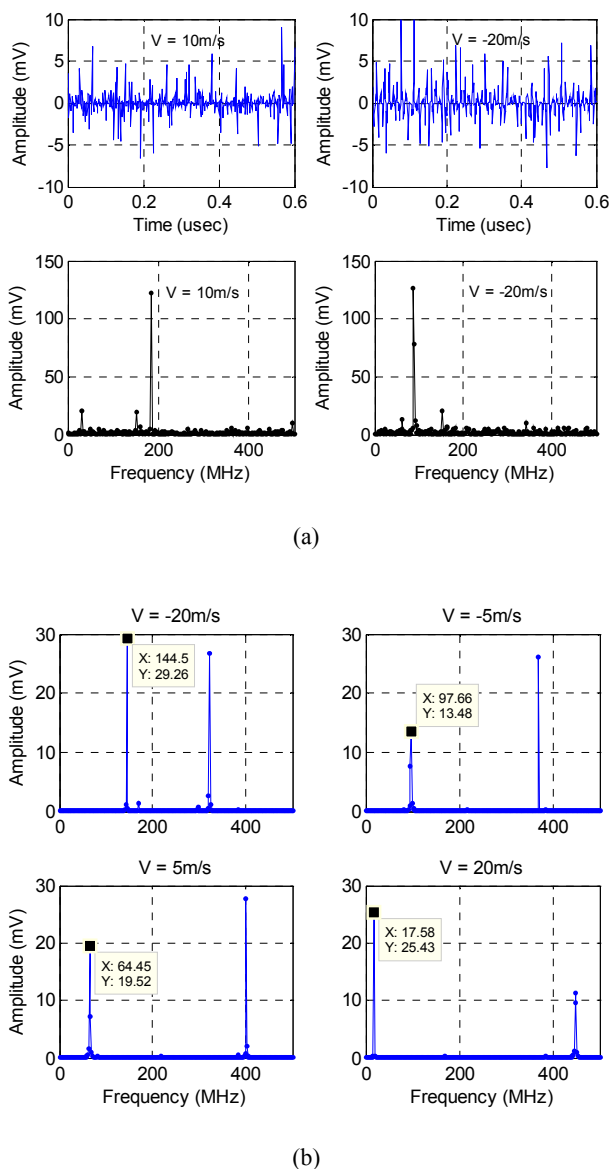 V = 10m/s
Amplitude (mV)
10
5
0
-5
-10
0 0.2 0.4 0.6
Time (usec)
V = -20m/s
Amplitude (mV)
10
5
0
-5
-10
0 0.2 0.4 0.6
Time (usec)
V = 10m/s
Amplitude (mV)
150
100
50
0
0 200 400
Frequency (MHz)
V = -20m/s
Amplitude (mV)
150
100
50
0
0 200 400
Frequency (MHz)
(a)
V = -20m/s
Amplitude (mV)
30
20
10
0
X: 144.5
Y: 29.26
0 200 400
V = -5m/s
30
20
10
0
X: 97.66
Y: 13.48
0 200 400
V = 5m/s
Amplitude (mV)
30
20
10
0
X: 64.45
Y: 19.52
0 200 400
Frequency (MHz)
V = 20m/s
30
20
10
0
X: 17.58
Y: 25.43
0 200 400
Frequency (MHz)
(b)